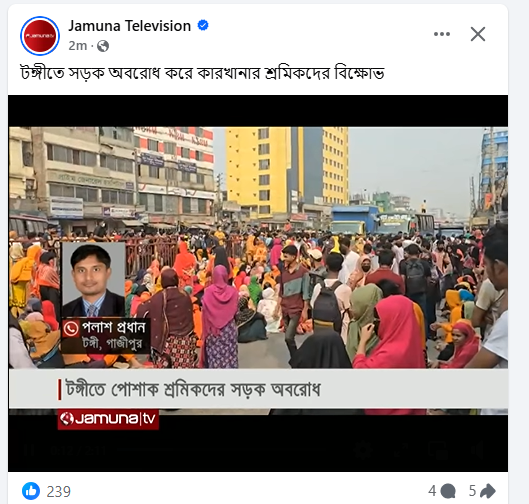 Jamuna Television
2m
টঙ্গীতে সড়ক অবরোধ করে কারখানার শ্রমিকদের বিক্ষোভ
পলাশ প্রধান
টঙ্গী, গাজীপুর
টঙ্গীতে পোশাক শ্রমিকদের সড়ক অবরোধ
Jamuna|tv
239
4
5